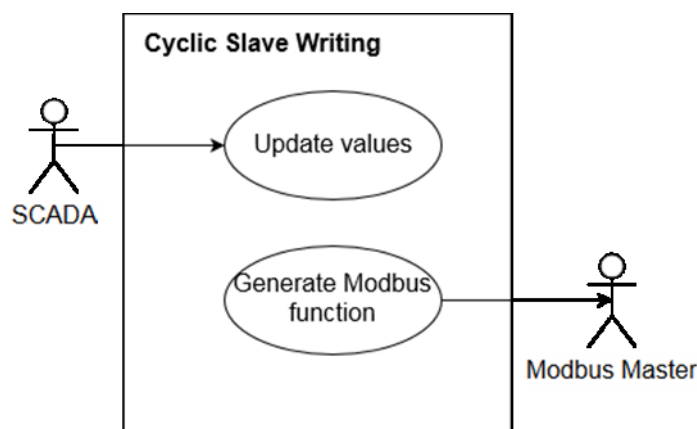 Cyclic Slave Writing
Update values
SCADA
Generate Modbus
function
Modbus Master